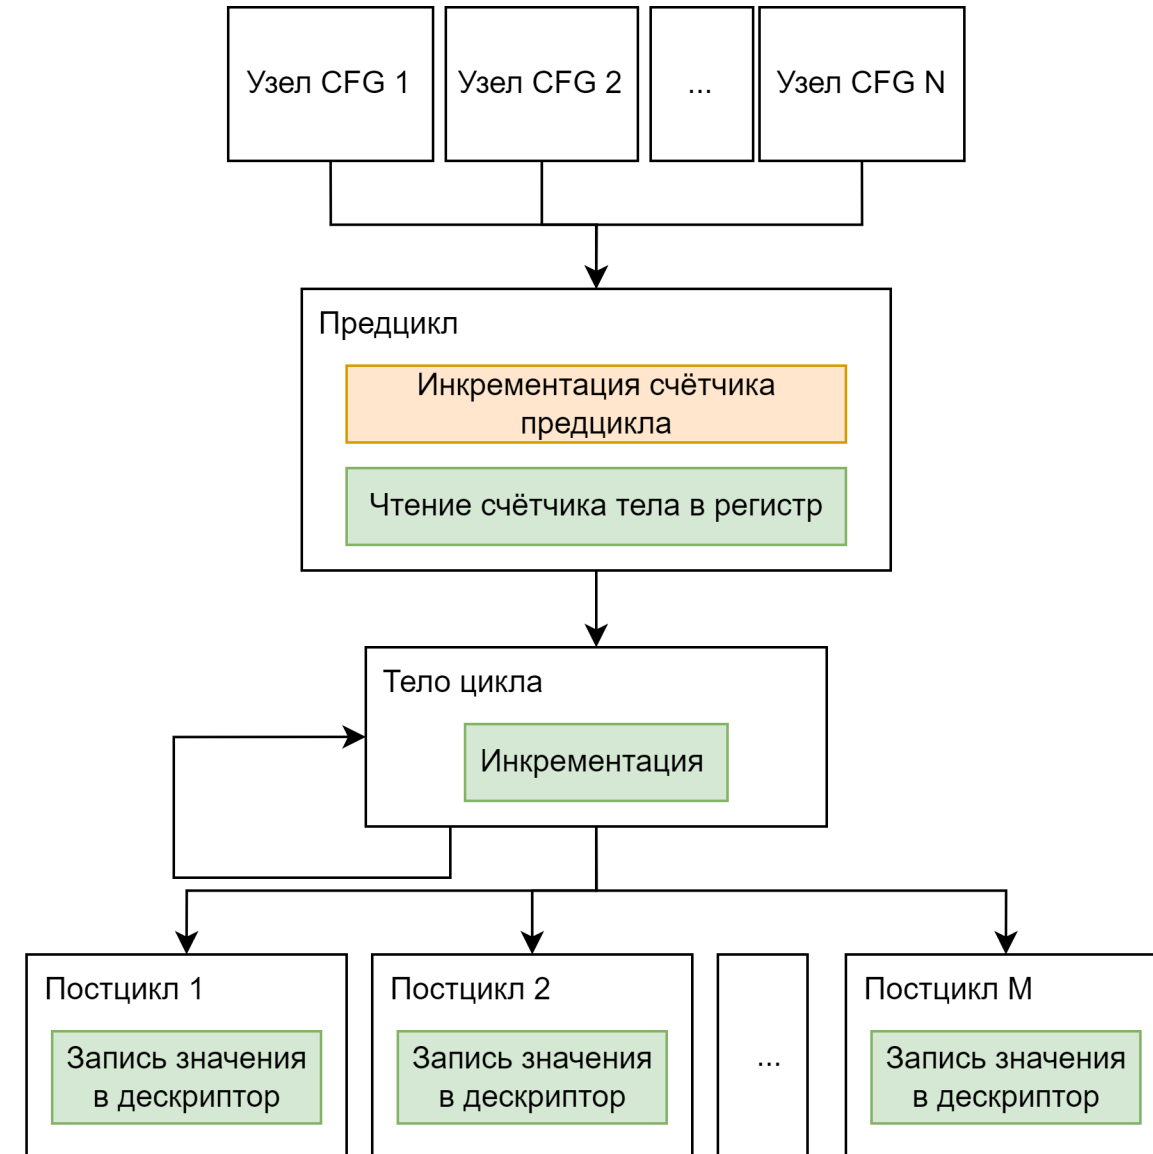 Узел CFG 1
Узел CFG 2
...
Узел CFG N
Предцикл
Инкрементация счётчика
предцикла
Чтение счётчика тела в регистр
Тело цикла
Инкрементация
Постцикл 1
Запись значения
в дескриптор
Постцикл 2
Запись значения
в дескриптор
...
Постцикл M
Запись значения
в дескриптор